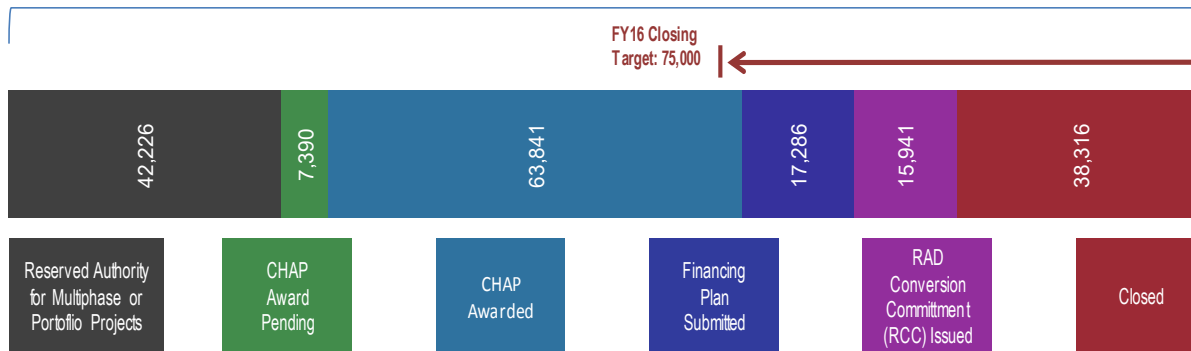 FY16 Closing
Target: 75,000
42,226
7,390
63,841
17,286
15,941
38,316
Reserved Authority
for Multiphase or
Portoflio Projects
CHAP
Award
Pending
CHAP
Awarded
Financing
Plan
Submitted
RAD
Conversion
Committment
(RCC) Issued
Closed